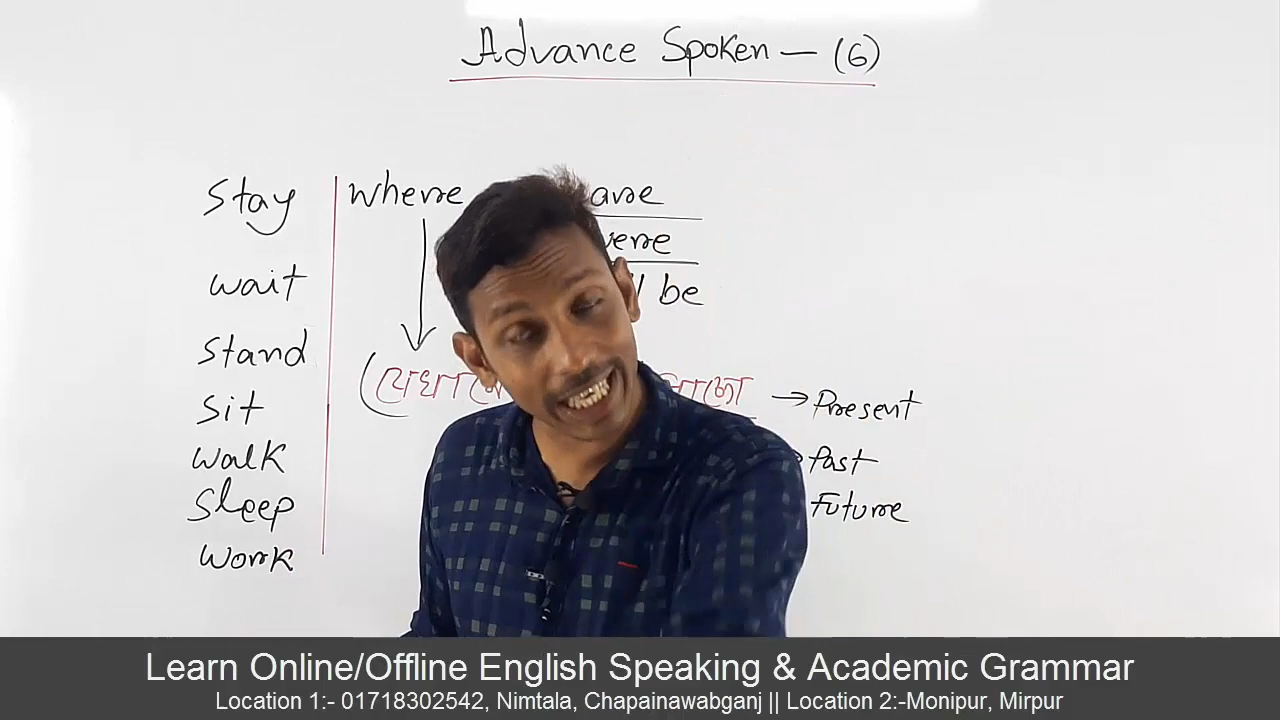 Advance Spoken — (6)
Stay
where
are
wait
be
Stand
Sit
→ Present
Walk
Past
Sleep
Future
Work
Learn Online/Offline English Speaking & Academic Grammar
Location 1:- 01718302542, Nimtala, Chapainawabganj || Location 2:-Monipur, Mirpur